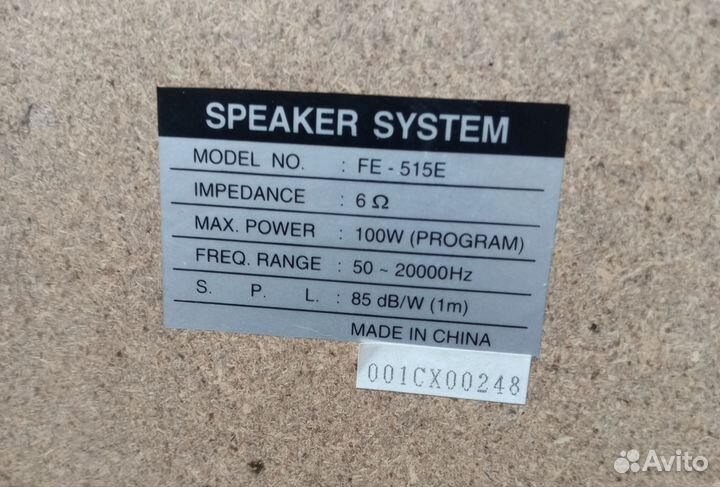 SPEAKER SYSTEM
MODEL NO. : FE - 515E
IMPEDANCE : 6 Ω
MAX. POWER : 100W (PROGRAM)
FREQ. RANGE : 50 ~ 20000Hz
S. P. L. : 85 dB/W (1m)
MADE IN CHINA
001CX00248
Avito